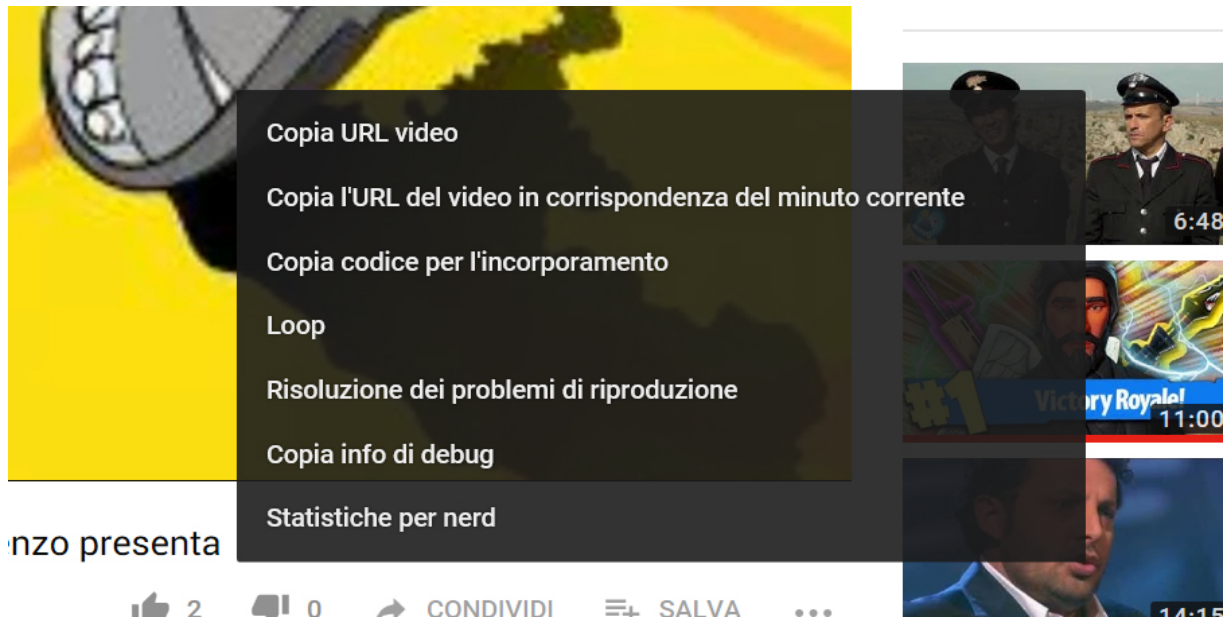 Copia URL video
Copia l'URL del video in corrispondenza del minuto corrente
Copia codice per l'incorporamento
Loop
Risoluzione dei problemi di riproduzione
Copia info di debug
Statistiche per nerd
enzo presenta
2 0 CONDIVIDI SALVA
6:48
#1 Victory Royale!
11:00
14:15